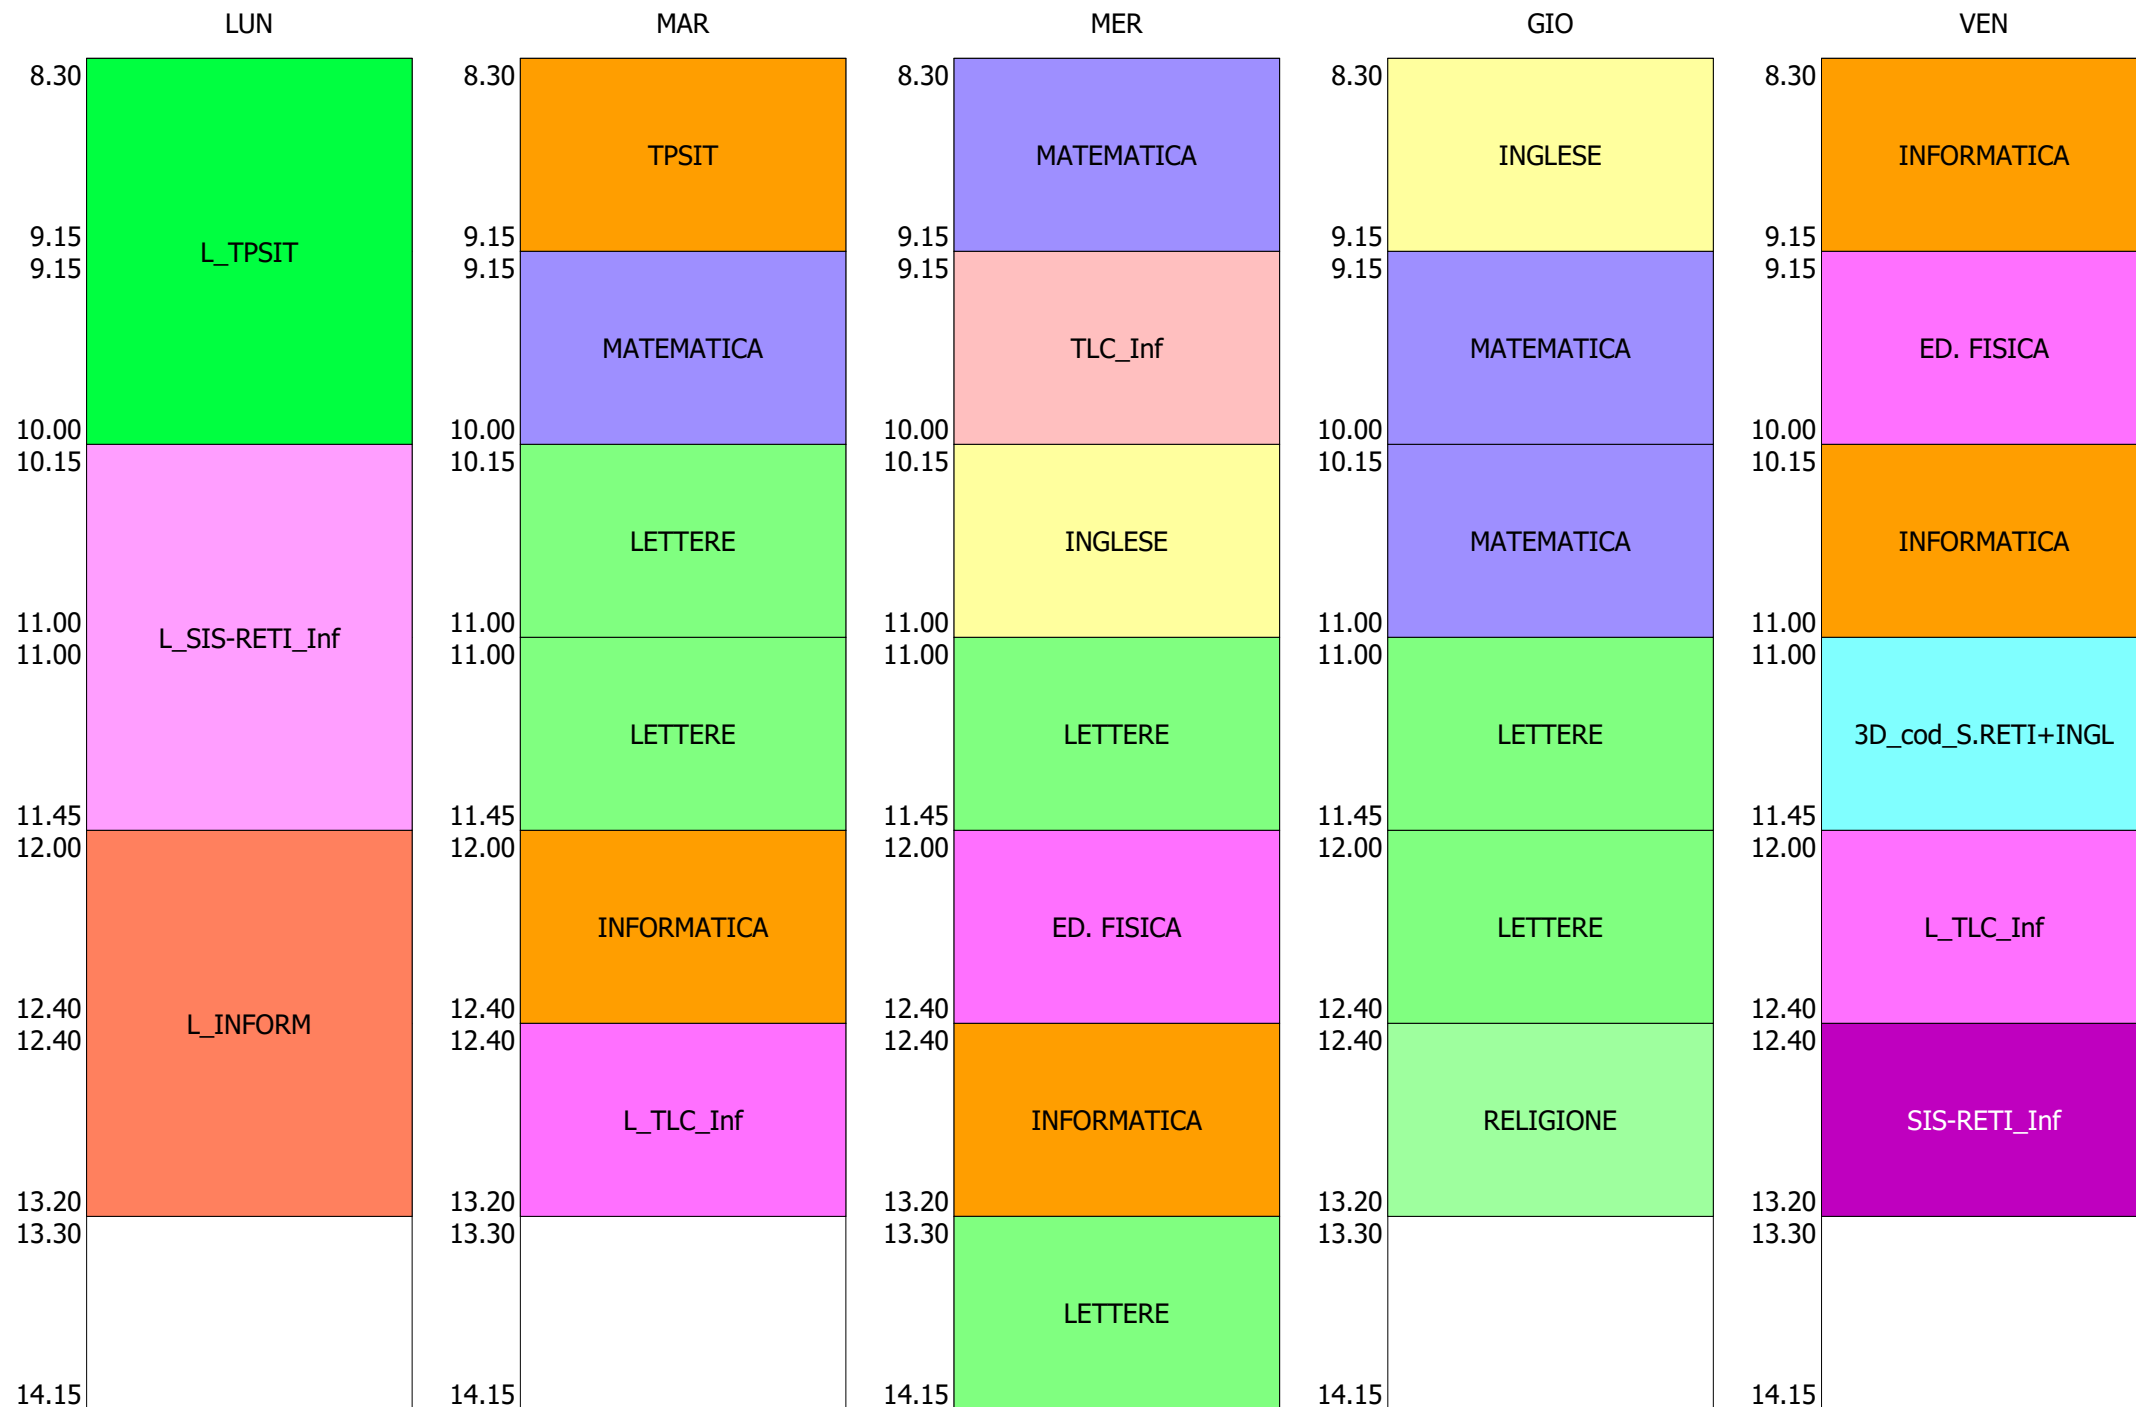 LUN
8.30
L_TPSIT
9.15
9.15
10.00
10.15
L_SIS-RETI_Inf
11.00
11.00
11.45
12.00
L_INFORM
12.40
12.40
13.20
13.30
14.15
MAR
8.30
TPSIT
9.15
9.15
MATEMATICA
10.00
10.15
LETTERE
11.00
11.00
LETTERE
11.45
12.00
INFORMATICA
12.40
12.40
L_TLC_Inf
13.20
13.30
14.15
MER
8.30
MATEMATICA
9.15
9.15
TLC_Inf
10.00
10.15
INGLESE
11.00
11.00
LETTERE
11.45
12.00
ED. FISICA
12.40
12.40
INFORMATICA
13.20
13.30
LETTERE
14.15
GIO
8.30
INGLESE
9.15
9.15
MATEMATICA
10.00
10.15
MATEMATICA
11.00
11.00
LETTERE
11.45
12.00
LETTERE
12.40
12.40
RELIGIONE
13.20
13.30
14.15
VEN
8.30
INFORMATICA
9.15
9.15
ED. FISICA
10.00
10.15
INFORMATICA
11.00
11.00
3D_cod_S.RETI+INGL
11.45
12.00
L_TLC_Inf
12.40
12.40
SIS-RETI_Inf
13.20
13.30
14.15